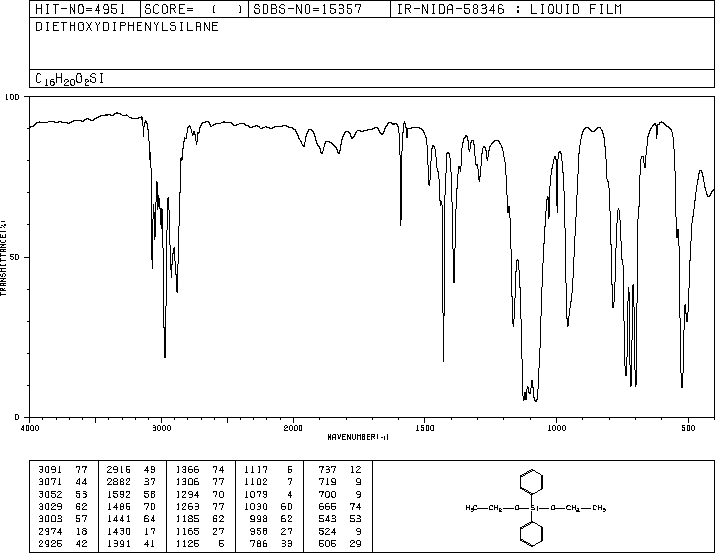 HIT-NO=4951 SCORE= ( ) SDBS-NO=15357 IR-NIDA-58346 : LIQUID FILM
DIETHOXYDIPHENYLSILANE
C16H20O2SI
100
50
0
TRANSMITTANCE(%)
4000 3000 2000 1500 1000 500
WAVENUMBER(-1)
3091 77 2916 49 1366 74 1117 6 737 12
3071 44 2882 37 1306 77 1102 7 719 9
3052 53 1592 58 1294 70 1079 4 700 9
3029 62 1486 70 1263 77 1030 60 666 74
3003 57 1441 64 1185 62 998 62 543 53
2974 18 1430 17 1165 27 958 27 524 9
2926 42 1391 41 1126 5 786 33 505 29
H3C—CH2—O—Si—O—CH2—CH3